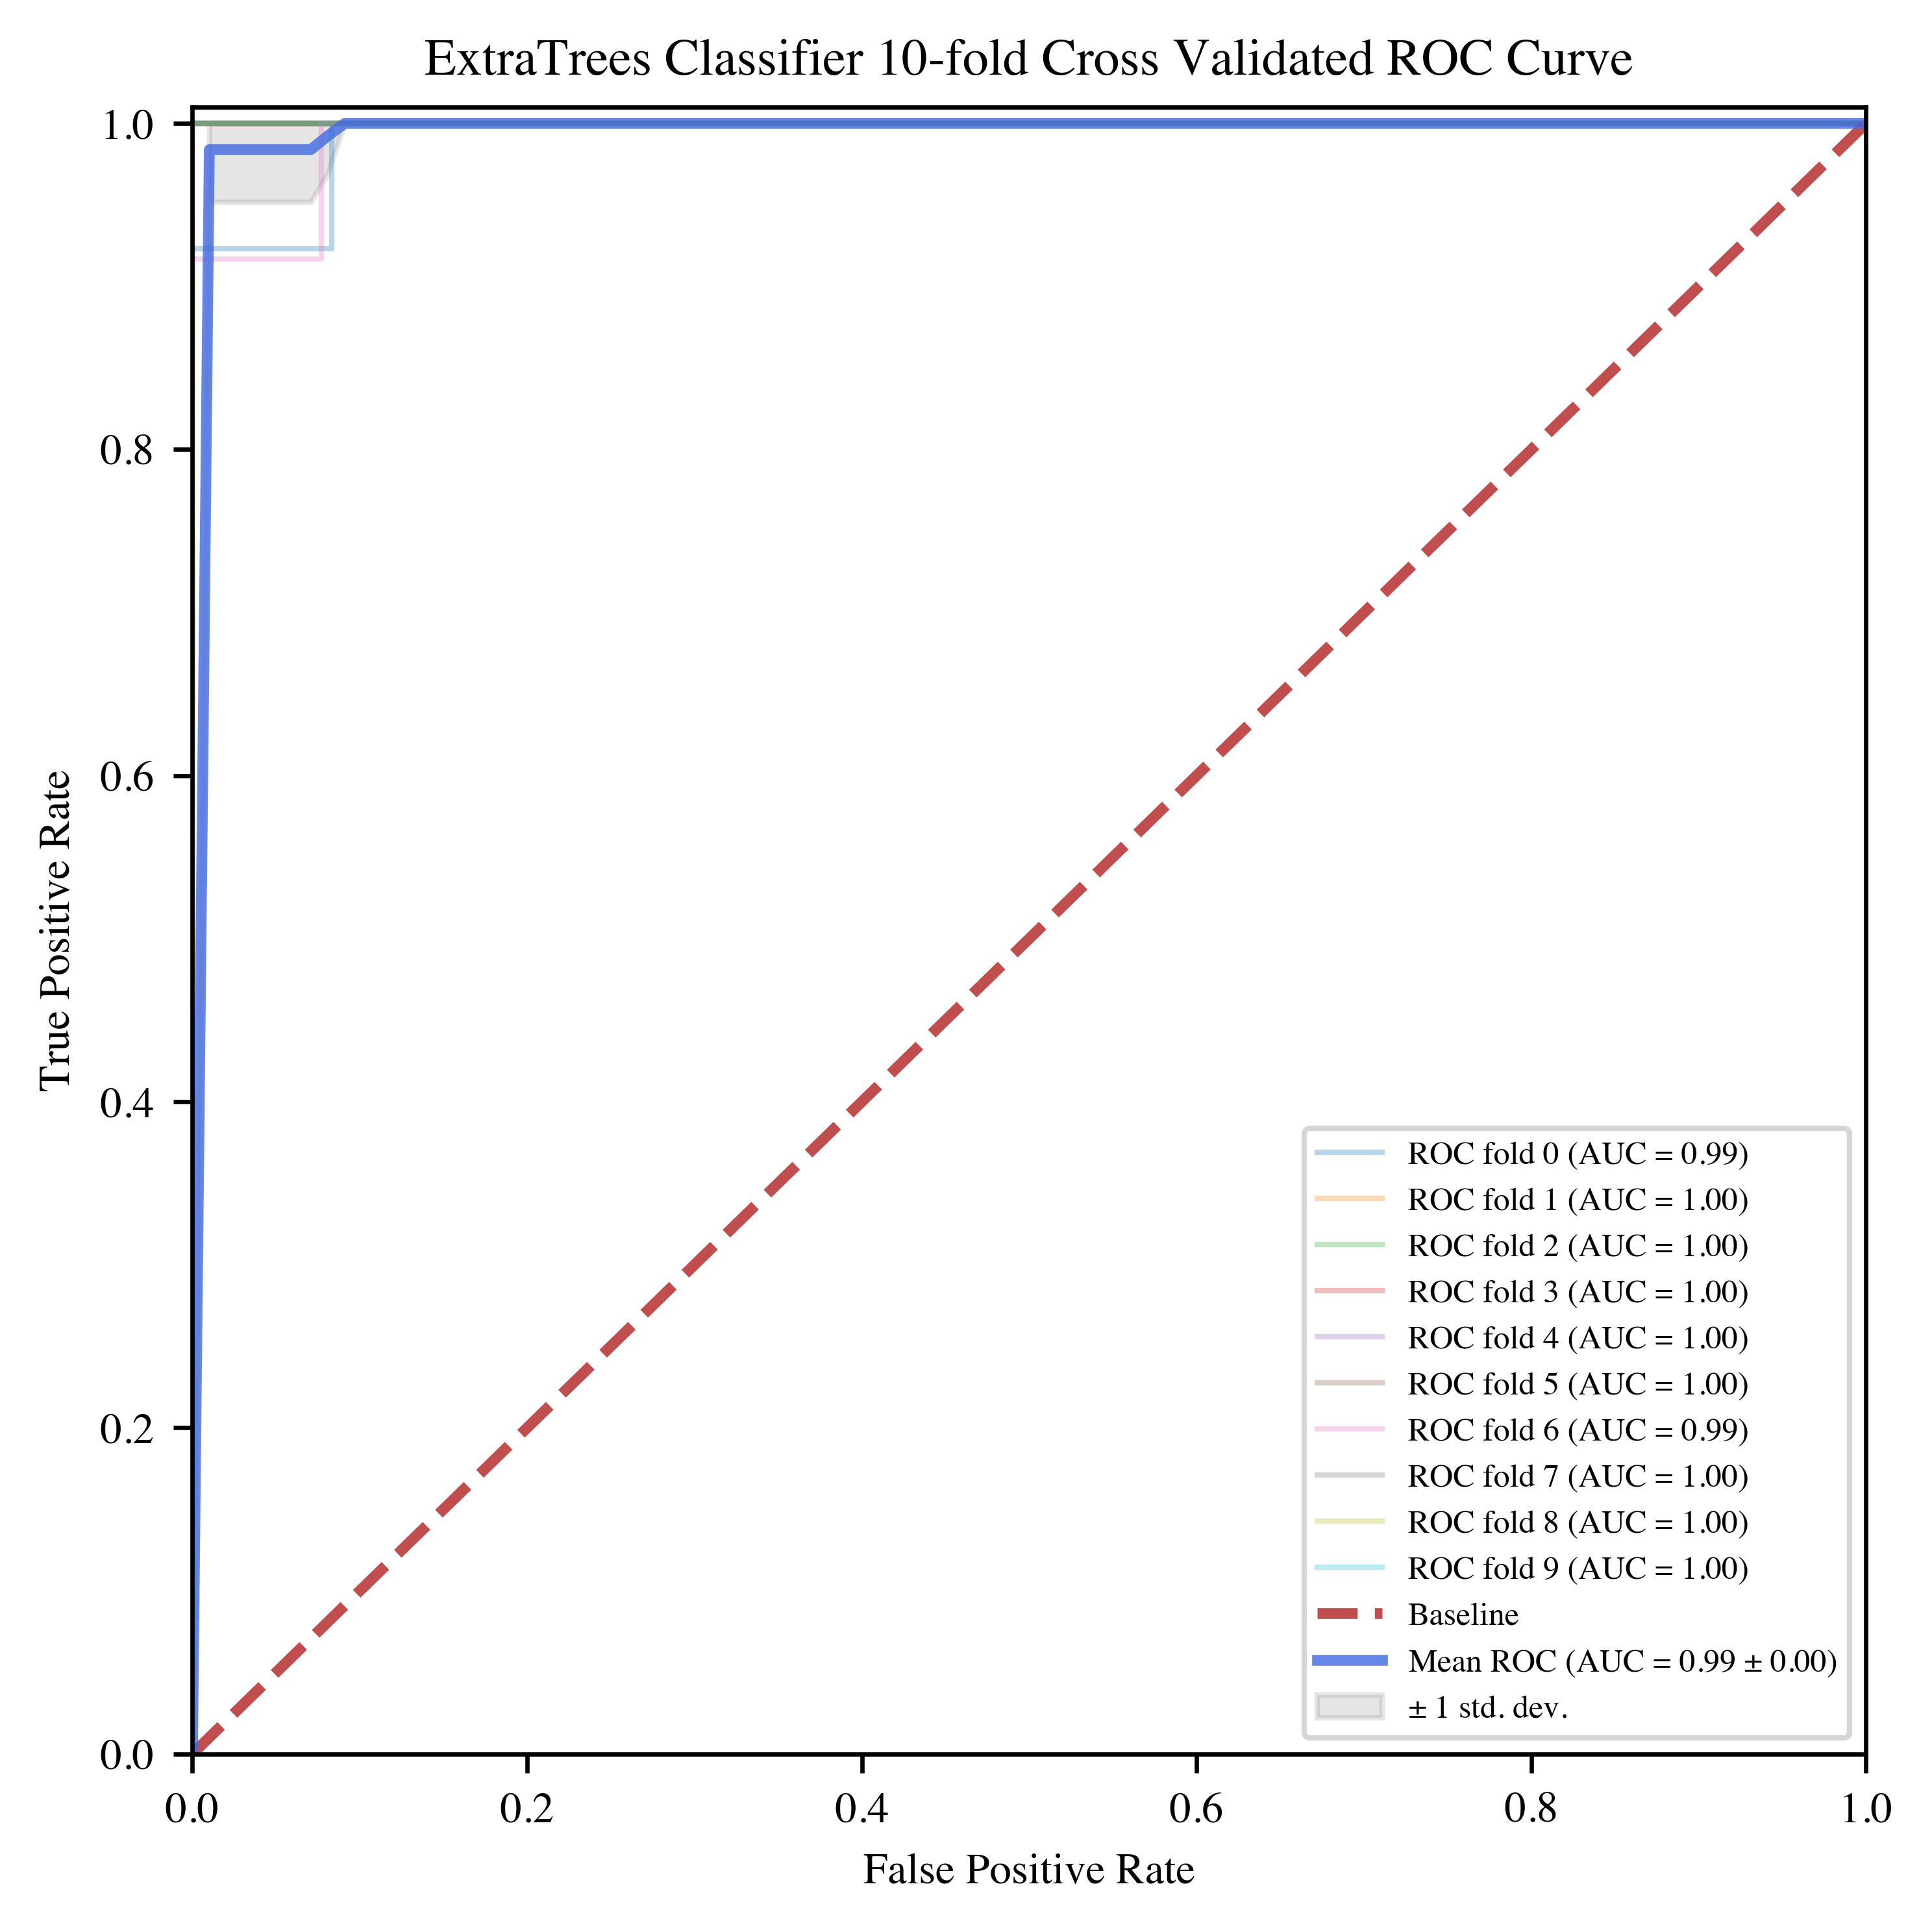 ExtraTrees Classifier 10-fold Cross Validated ROC Curve
1.0
0.8
0.6
0.4
0.2
0.0
True Positive Rate
0.0 0.2 0.4 0.6 0.8 1.0
False Positive Rate
ROC fold 0 (AUC = 0.99)
ROC fold 1 (AUC = 1.00)
ROC fold 2 (AUC = 1.00)
ROC fold 3 (AUC = 1.00)
ROC fold 4 (AUC = 1.00)
ROC fold 5 (AUC = 1.00)
ROC fold 6 (AUC = 0.99)
ROC fold 7 (AUC = 1.00)
ROC fold 8 (AUC = 1.00)
ROC fold 9 (AUC = 1.00)
Baseline
Mean ROC (AUC = 0.99 ± 0.00)
± 1 std. dev.